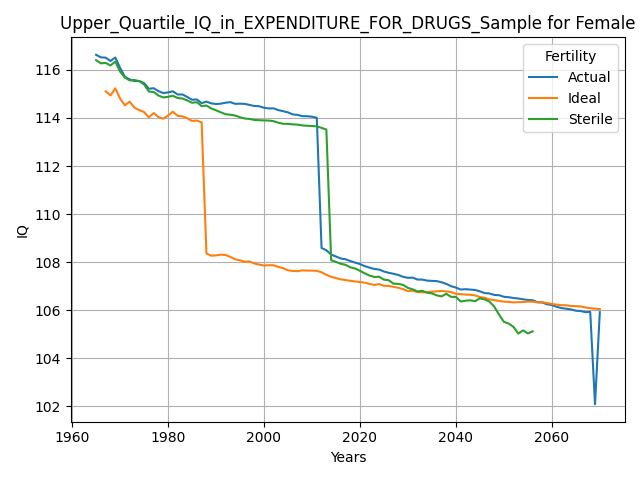 Upper_Quartile_IQ_in_EXPENDITURE_FOR_DRUGS_Sample for Female
Fertility
Actual
Ideal
Sterile
IQ
116
114
112
110
108
106
104
102
1960
1980
2000
2020
2040
2060
Years